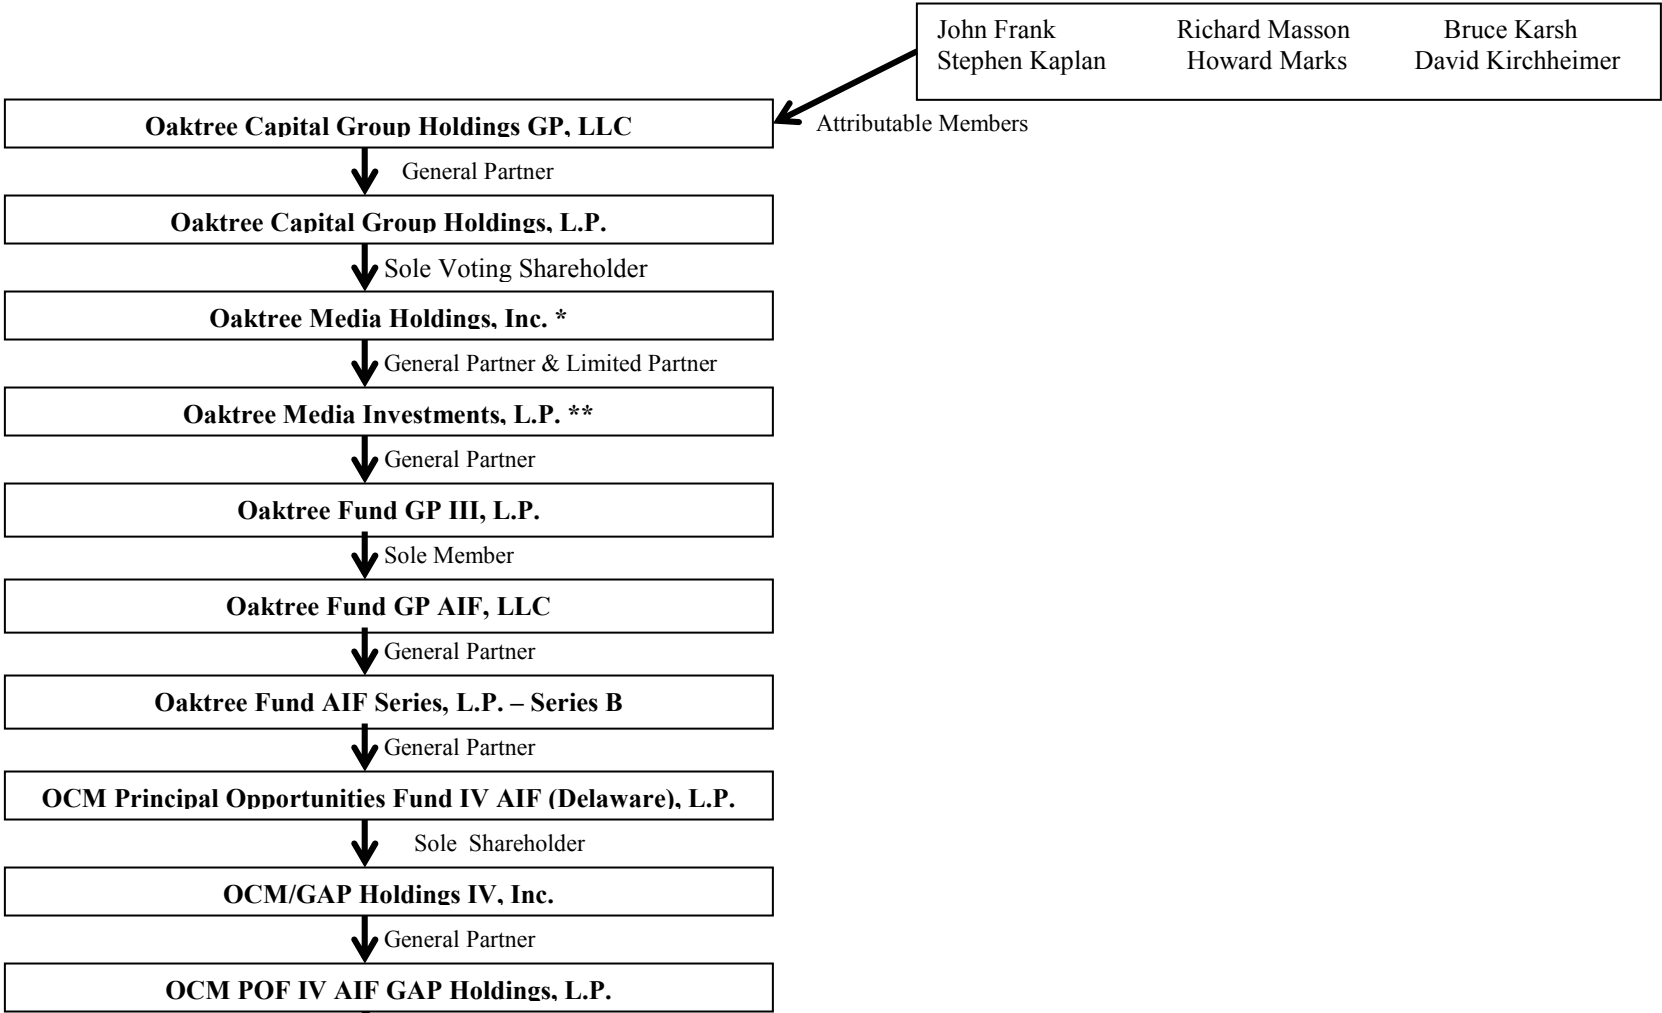 John Frank Richard Masson Bruce Karsh
Stephen Kaplan Howard Marks David Kirchheimer
Attributable Members
Oaktree Capital Group Holdings GP, LLC
General Partner
Oaktree Capital Group Holdings, L.P.
Sole Voting Shareholder
Oaktree Media Holdings, Inc. *
General Partner & Limited Partner
Oaktree Media Investments, L.P. **
General Partner
Oaktree Fund GP III, L.P.
Sole Member
Oaktree Fund GP AIF, LLC
General Partner
Oaktree Fund AIF Series, L.P. – Series B
General Partner
OCM Principal Opportunities Fund IV AIF (Delaware), L.P.
Sole Shareholder
OCM/GAP Holdings IV, Inc.
General Partner
OCM POF IV AIF GAP Holdings, L.P.